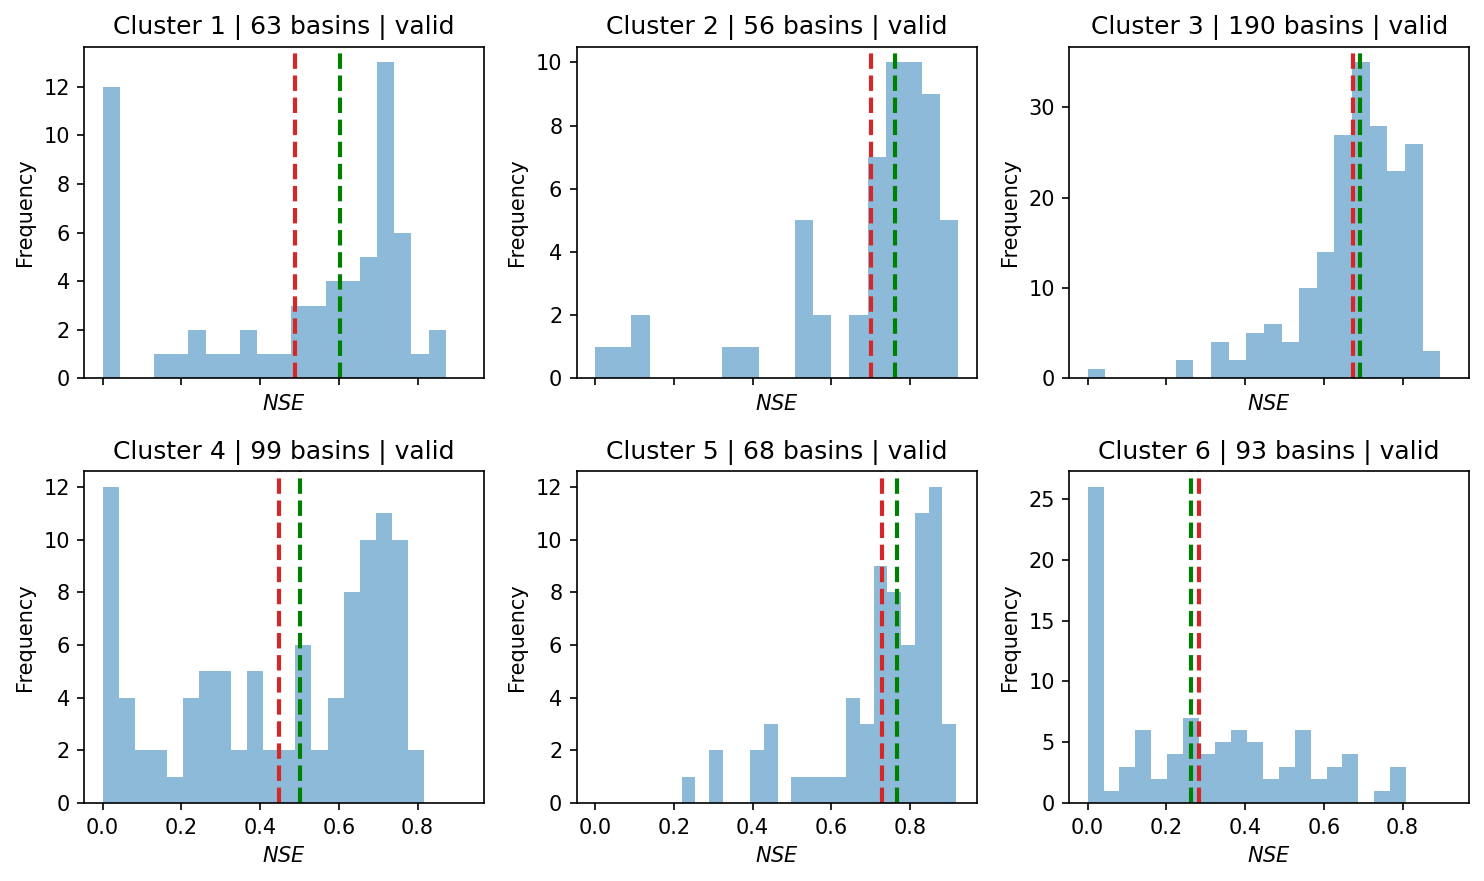 Cluster 1 | 63 basins | valid
12
10
8
6
4
2
0
Frequency
NSE
Cluster 2 | 56 basins | valid
10
8
6
4
2
0
Frequency
NSE
Cluster 3 | 190 basins | valid
30
20
10
0
Frequency
NSE
Cluster 4 | 99 basins | valid
12
10
8
6
4
2
0
Frequency
0.0 0.2 0.4 0.6 0.8
NSE
Cluster 5 | 68 basins | valid
12
10
8
6
4
2
0
Frequency
0.0 0.2 0.4 0.6 0.8
NSE
Cluster 6 | 93 basins | valid
25
20
15
10
5
0
Frequency
0.0 0.2 0.4 0.6 0.8
NSE